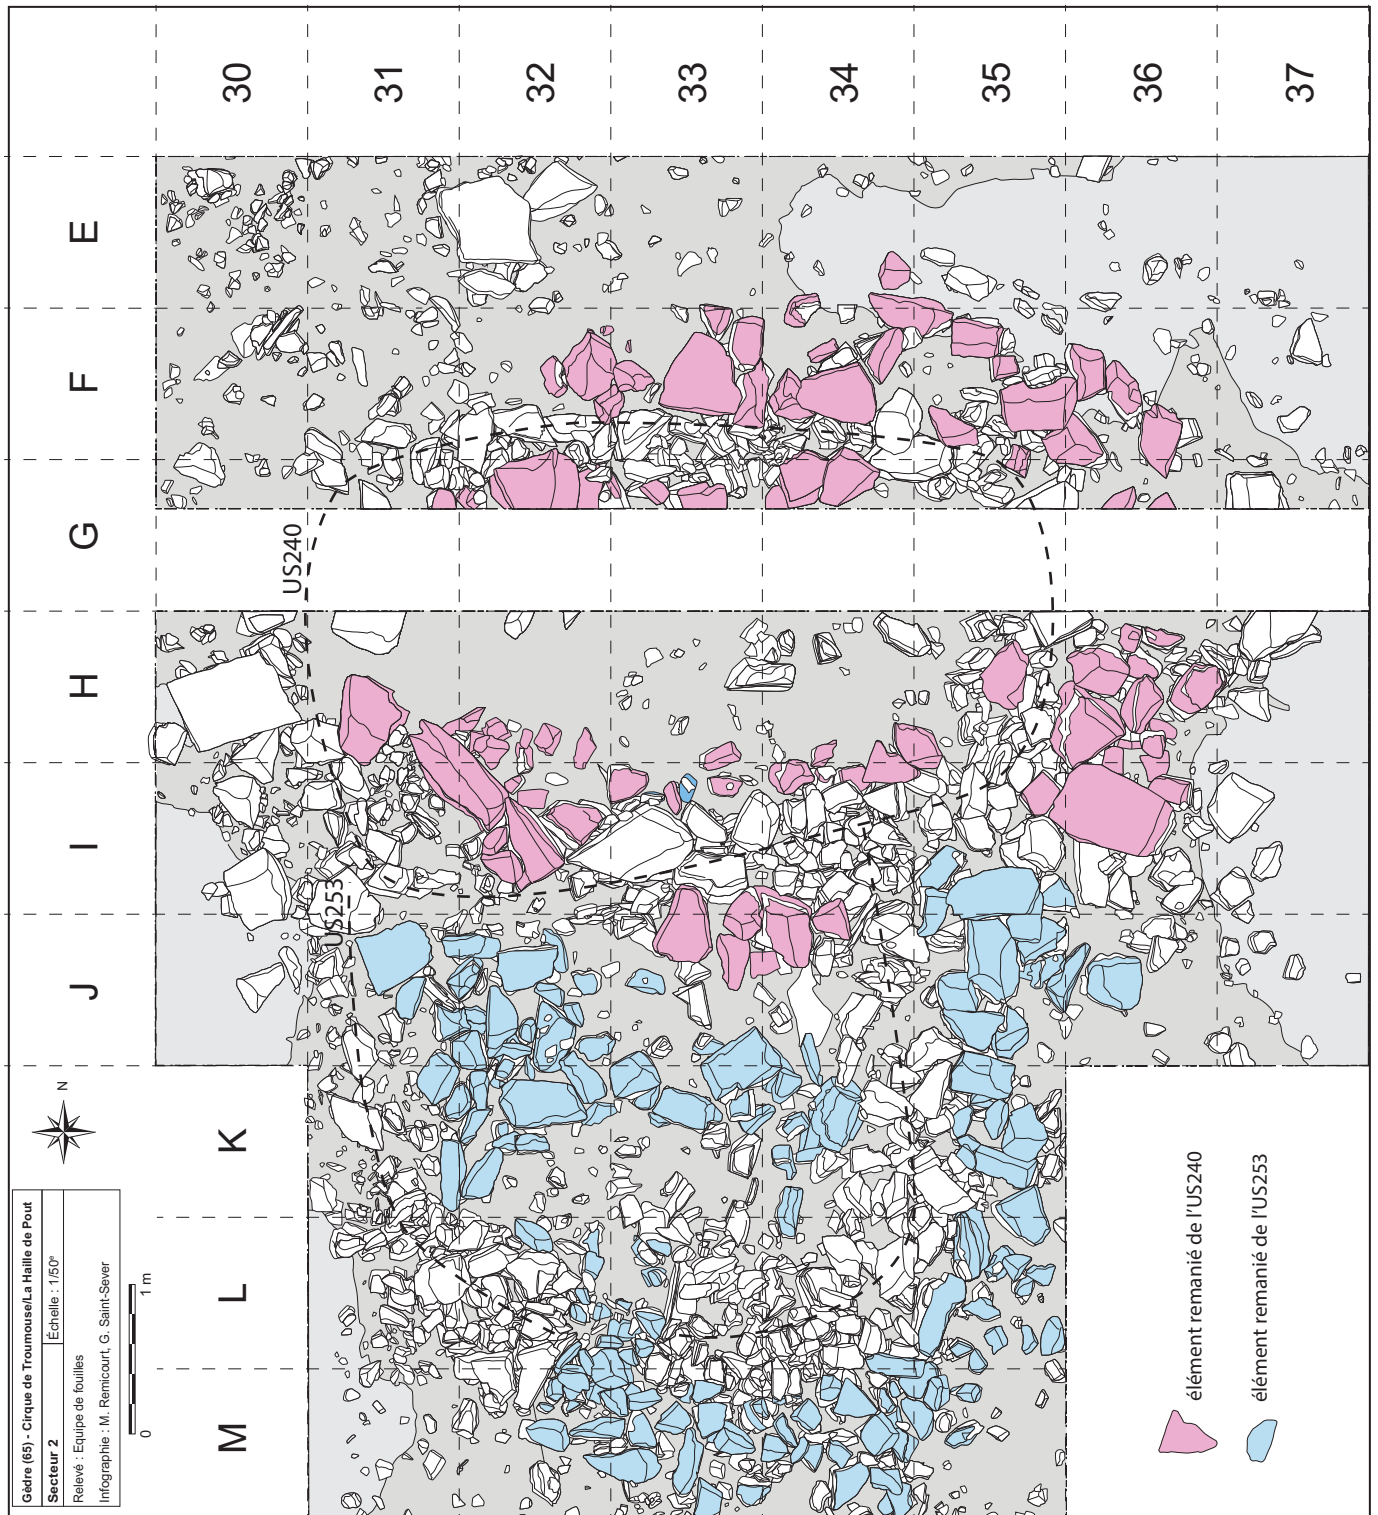 Gèdre (65) - Cirque de Troumouse/La Haille de Pout
Secteur 2
Échelle : 1/50e
Relevé : Equipe de fouilles
Infographie : M. Remicourt, G. Saint-Sever
0
1 m
N
30
31
32
33
34
35
36
37
E
F
G
H
I
J
K
L
M
US240
US253
élément remanié de l'US240
élément remanié de l'US253